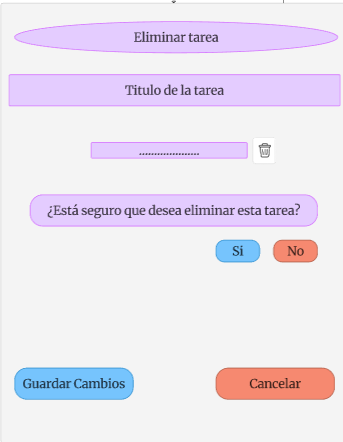 Eliminar tarea
Titulo de la tarea
....................
¿Está seguro que desea eliminar esta tarea?
Si No
Guardar Cambios Cancelar